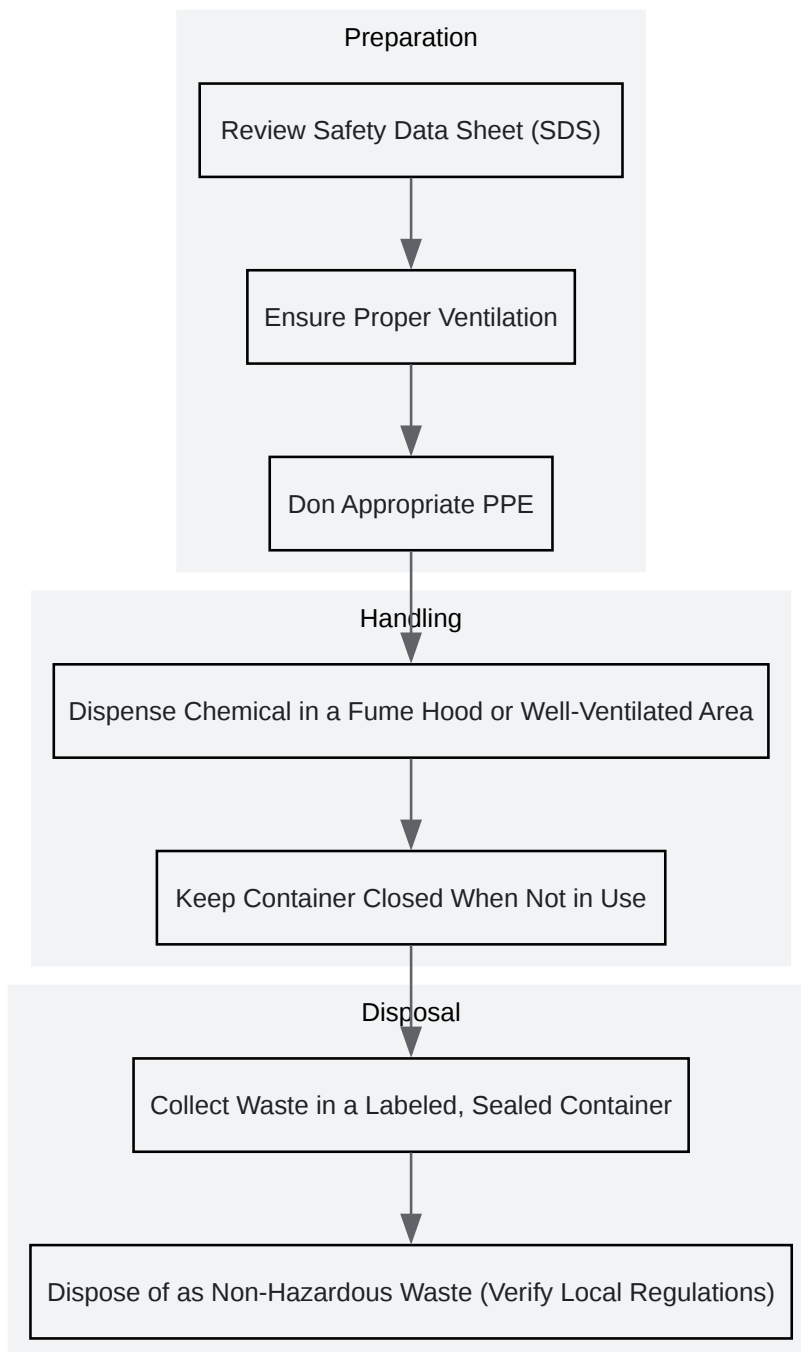 Preparation
Review Safety Data Sheet (SDS)
Ensure Proper Ventilation
Don Appropriate PPE
Handling
Dispense Chemical in a Fume Hood or Well-Ventilated Area
Keep Container Closed When Not in Use
Disposal
Collect Waste in a Labeled, Sealed Container
Dispose of as Non-Hazardous Waste (Verify Local Regulations)